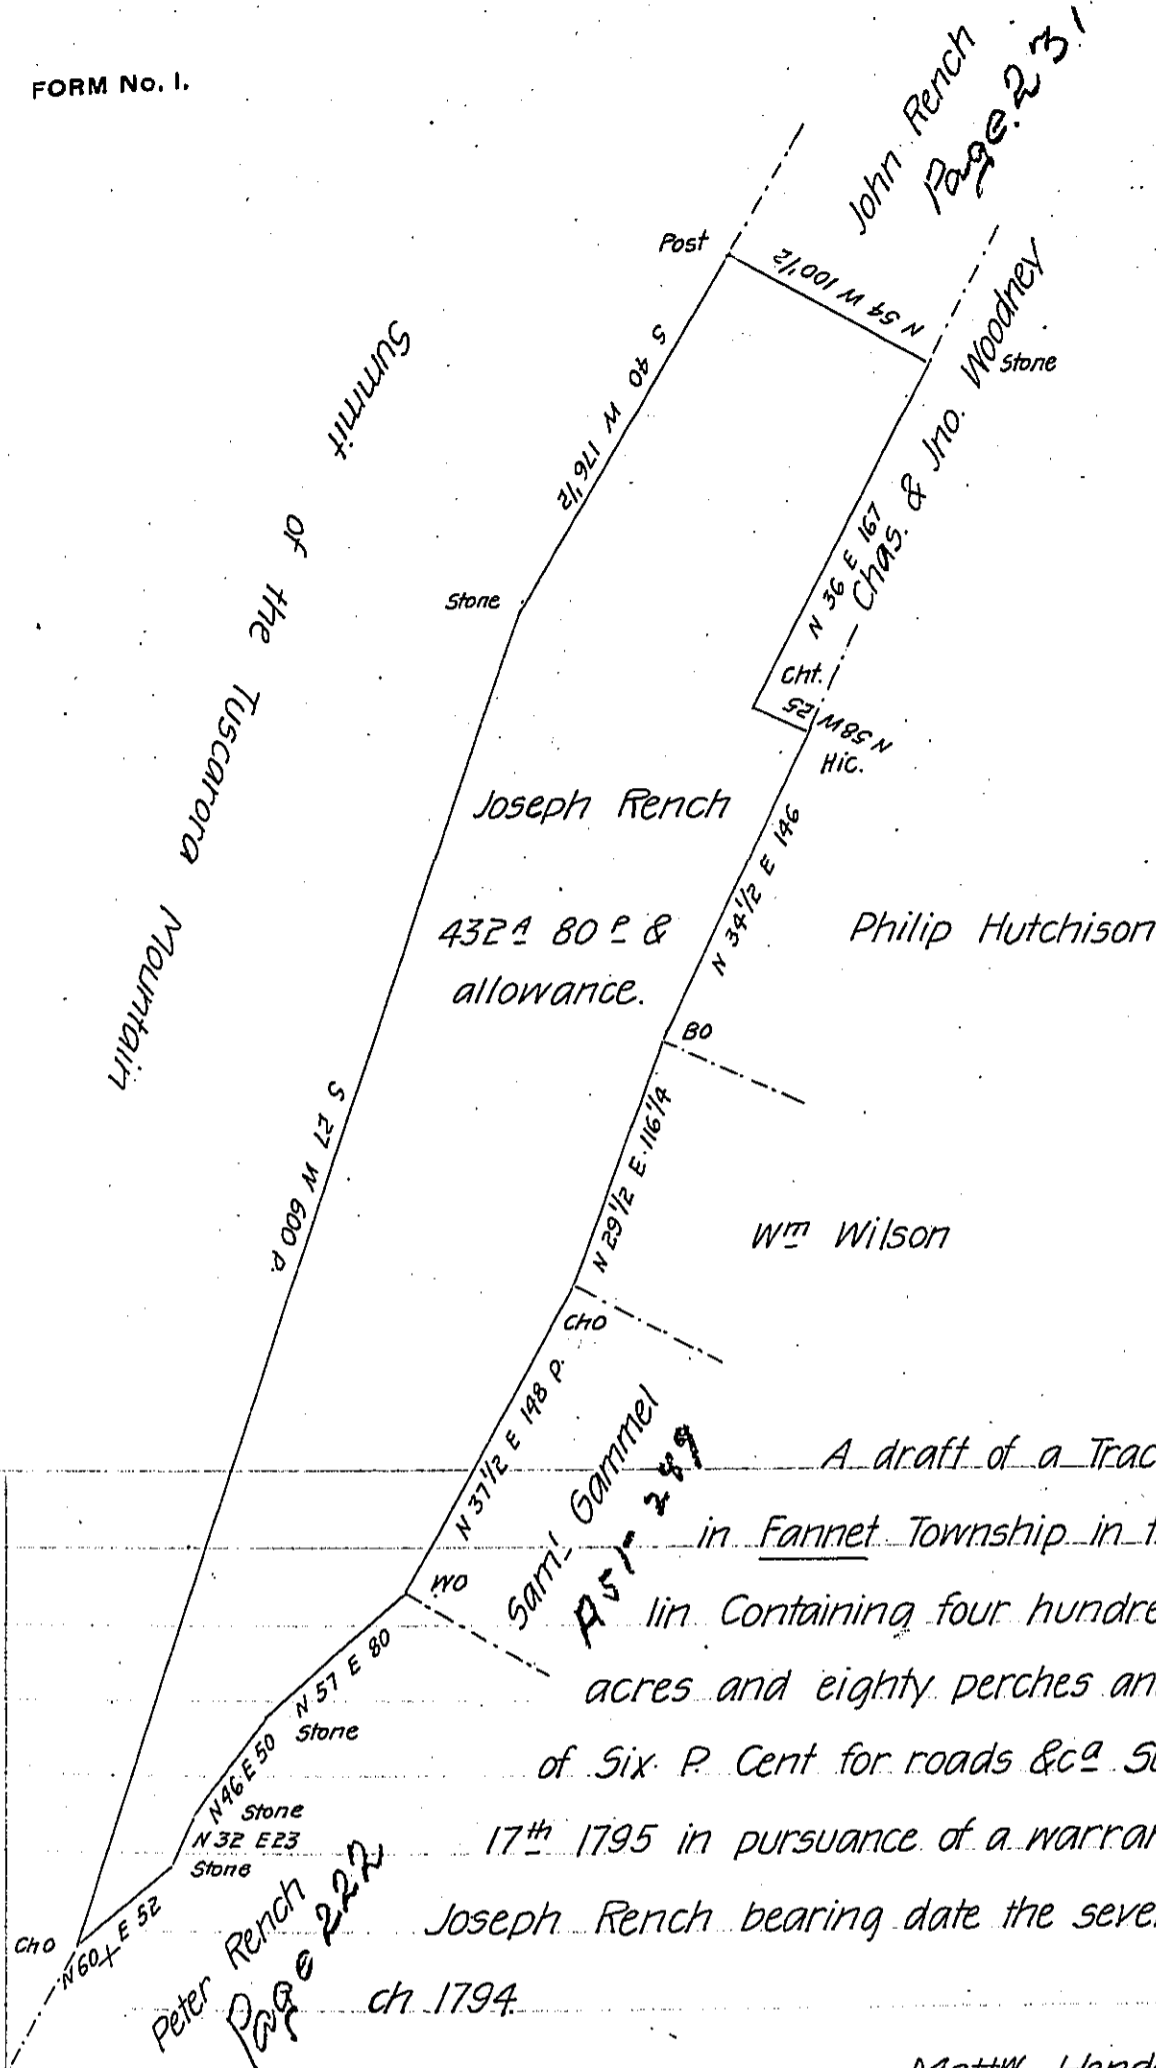 FORM No. 1.
John Rench
Page 231
Post
N 54 W 100 1/2
Summit of the Tuscarora Mountain
S 40 W 176 1/2
Chas. & Jno. Woodney
Stone
N 36 E 167
Stone
Cht.
N 58 W 25
Hic.
Joseph Rench
N 34 1/2 E 146
432A 80P &
allowance.
Philip Hutchison
BO
S 27 W 600 P.
N 29 1/2 E 116 1/4
Wm Wilson
ChO
N 37 1/2 E 148 P.
Saml Gammel
WO
N 57 E 80
Stone
N 46 E 50
Stone
N 32 E 23
Stone
N 60 E 52
ChO
Peter Rench
Page 222
A draft of a Trac
in Fannet Township in
lin Containing four hundre
acres and eighty perches an
of Six P Cent for roads &ca
17th 1795 in pursuance of a warran
Joseph Rench bearing date the seve
ch 1794